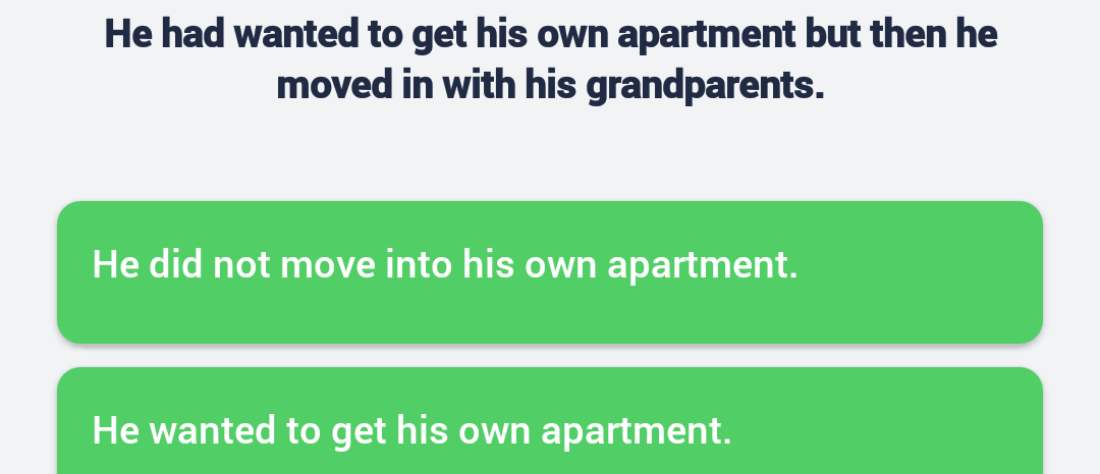 He had wanted to get his own apartment but then he
moved in with his grandparents.
He did not move into his own apartment.
He wanted to get his own apartment.